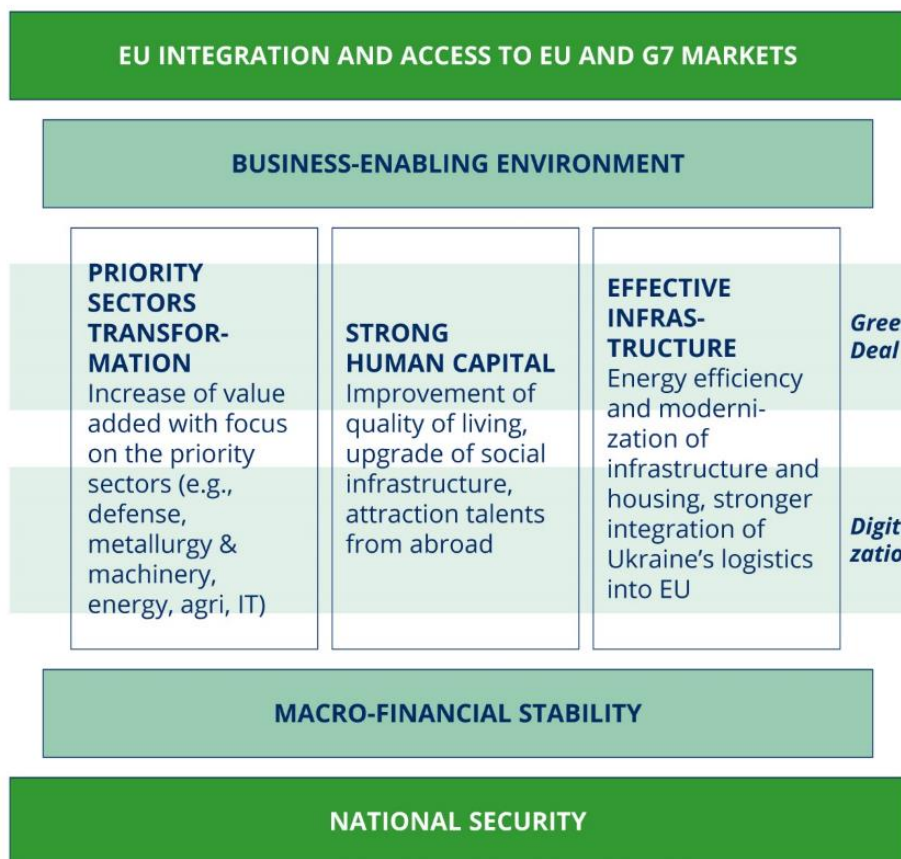 EU INTEGRATION AND ACCESS TO EU AND G7 MARKETS
BUSINESS-ENABLING ENVIRONMENT
PRIORITY
SECTORS
TRANSFOR-
MATION
Increase of value
added with focus
on the priority
sectors (e.g.,
defense,
metallurgy &
machinery,
energy, agri, IT)
STRONG
HUMAN CAPITAL
Improvement of
quality of living,
upgrade of social
infrastructure,
attraction talents
from abroad
EFFECTIVE
INFRAS-
TRUCTURE
Energy efficiency
and moderni-
zation of
infrastructure and
housing, stronger
integration of
Ukraine’s logistics
into EU
Gree
Deal
Digit
zatio
MACRO-FINANCIAL STABILITY
NATIONAL SECURITY